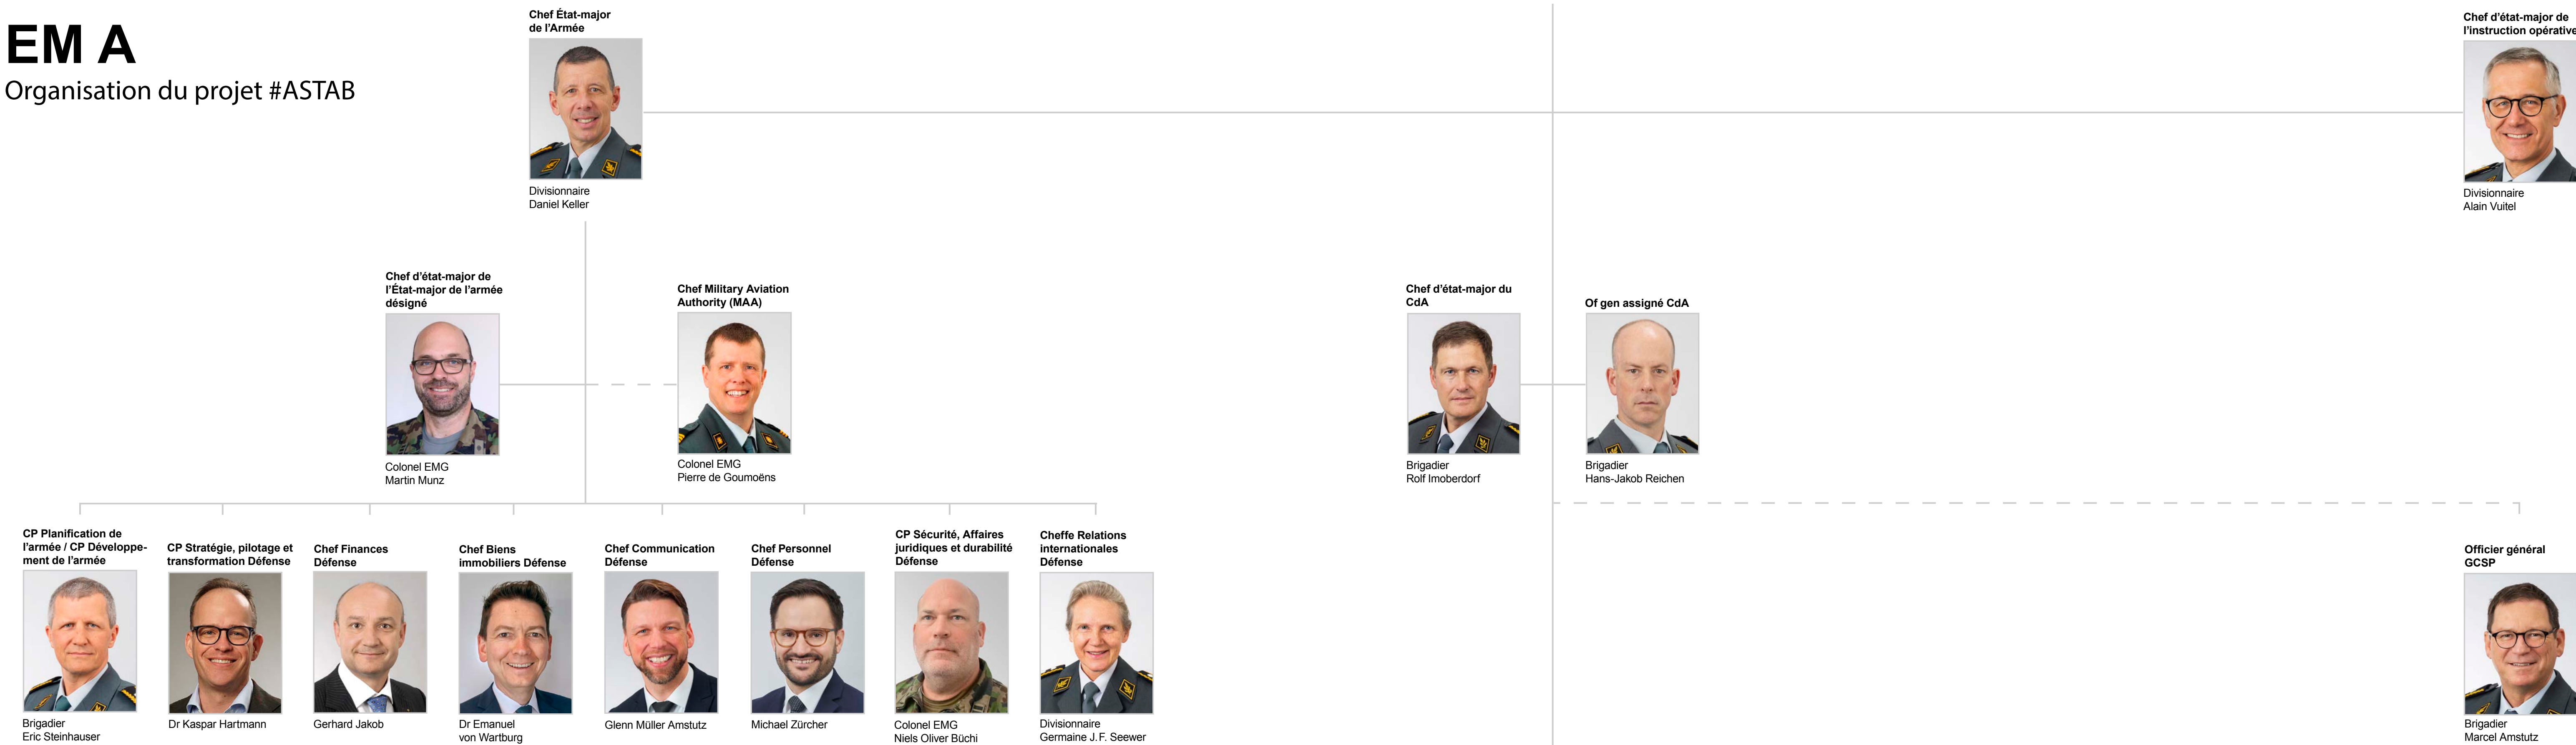 EM A
Organisation du projet #ASTAB
Chef État-major
de l'Armée
Divisionnaire
Daniel Keller
Chef d'état-major de
l'instruction opérative
Divisionnaire
Alain Vuitel
Chef d'état-major de
l'État-major de l'armée
désigné
Colonel EMG
Martin Munz
Chef Military Aviation
Authority (MAA)
Colonel EMG
Pierre de Goumoëns
Chef d'état-major du
CdA
Brigadier
Rolf Imoberdorf
Of gen assigné CdA
Brigadier
Hans-Jakob Reichen
CP Planification de
l'armée / CP Développe-
ment de l'armée
Brigadier
Eric Steinhauser
CP Stratégie, pilotage et
transformation Défense
Dr Kaspar Hartmann
Chef Finances
Défense
Gerhard Jakob
Chef Biens
immobiliers Défense
Dr Emanuel
von Wartburg
Chef Communication
Défense
Glenn Müller Amstutz
Chef Personnel
Défense
Michael Zürcher
CP Sécurité, Affaires
juridiques et durabilité
Défense
Colonel EMG
Niels Oliver Büchi
Cheffe Relations
internationales
Défense
Divisionnaire
Germaine J. F. Seewer
Officier général
GCSP
Brigadier
Marcel Amstutz